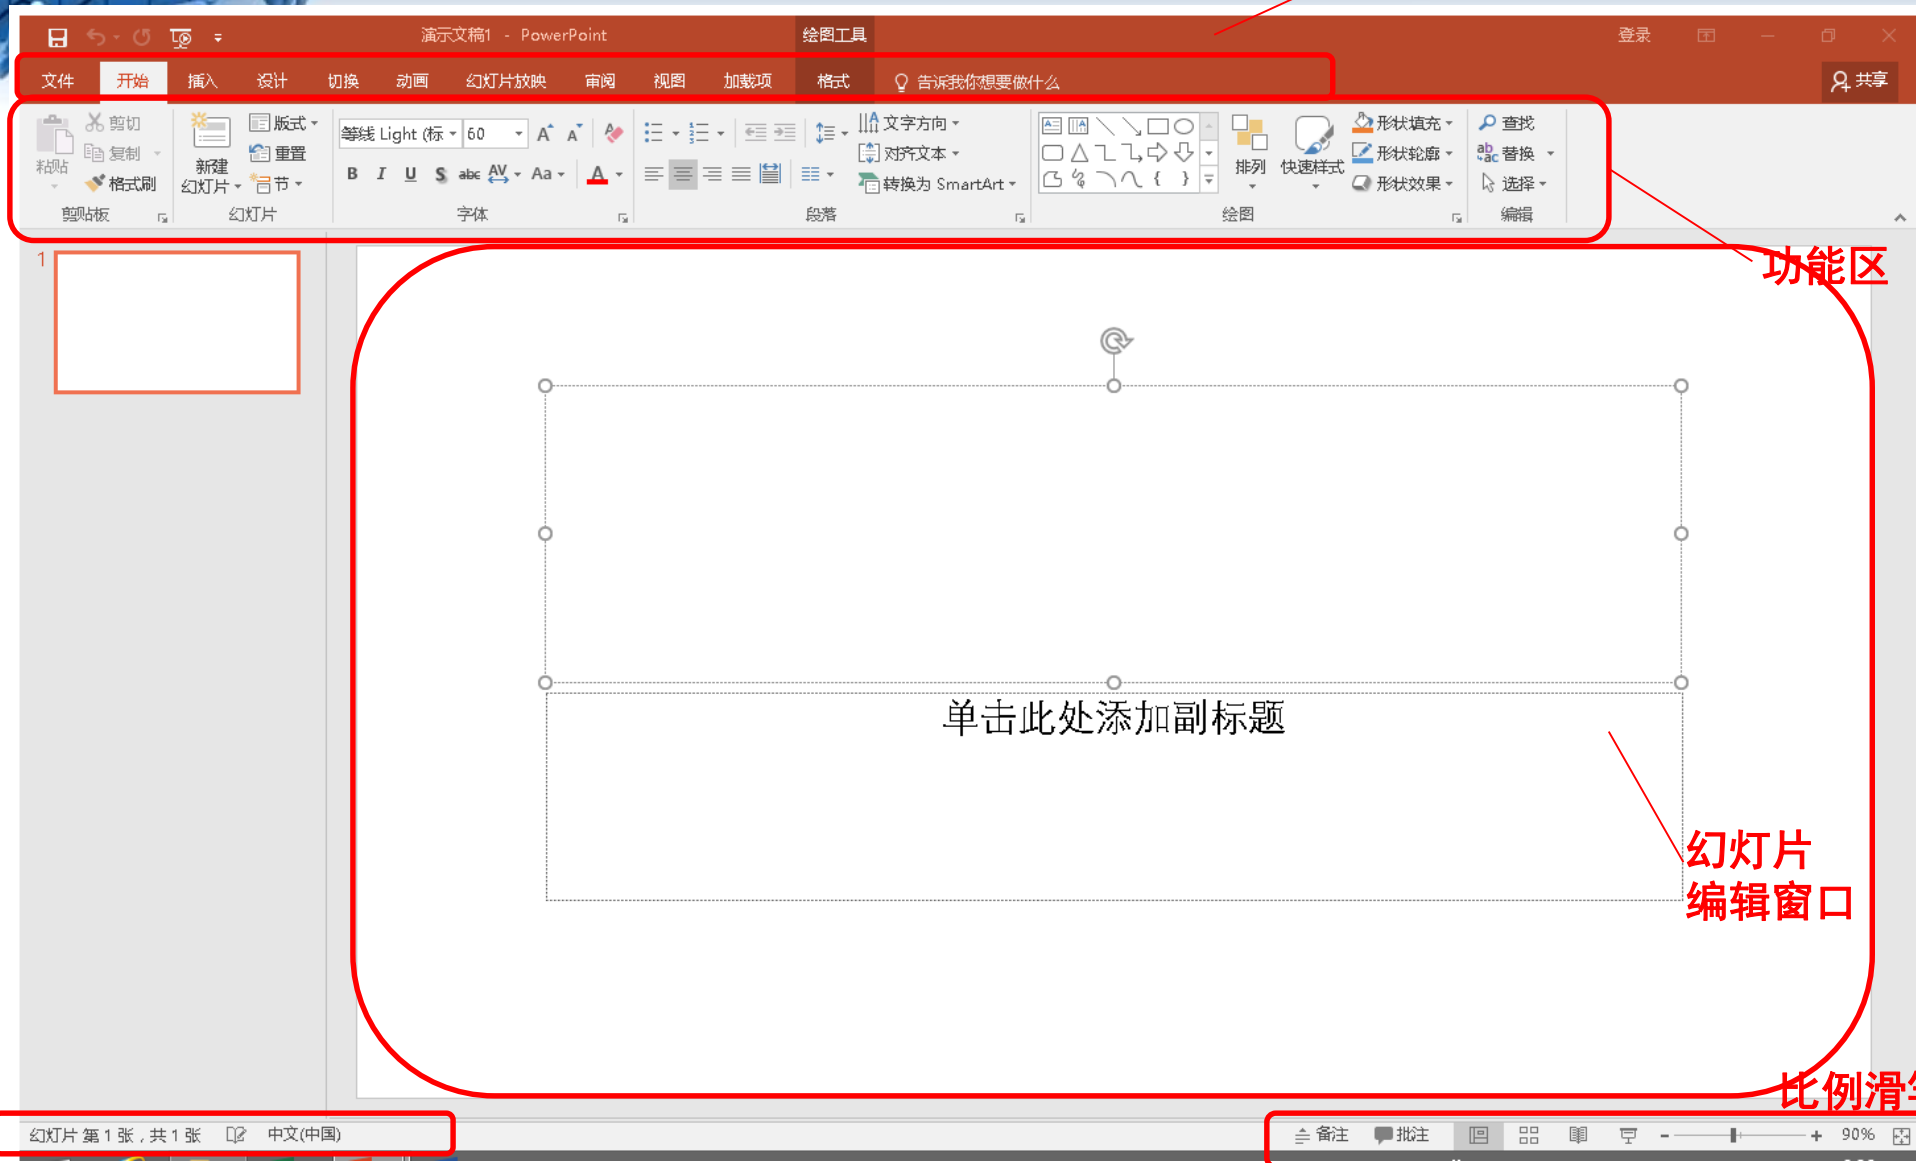 演示文稿1 - PowerPoint 绘图工具 登录
文件 开始 插入 设计 切换 动画 幻灯片放映 审阅 视图 加载项 格式 告诉我你想要做什么 共享
粘贴 剪切 复制 格式刷
剪贴板
新建
幻灯片
版式
重置
节
幻灯片
等线 Light (标 60
B I U S abc AV Aa A
字体
文字方向
对齐文本
转换为 SmartArt
段落
排列 快速样式
形状填充
形状轮廓
形状效果
绘图
查找
替换
选择
编辑
功能区
1
单击此处添加副标题
幻灯片
编辑窗口
比例滑
幻灯片 第 1 张 , 共 1 张 中文(中国) 备注 批注 90%